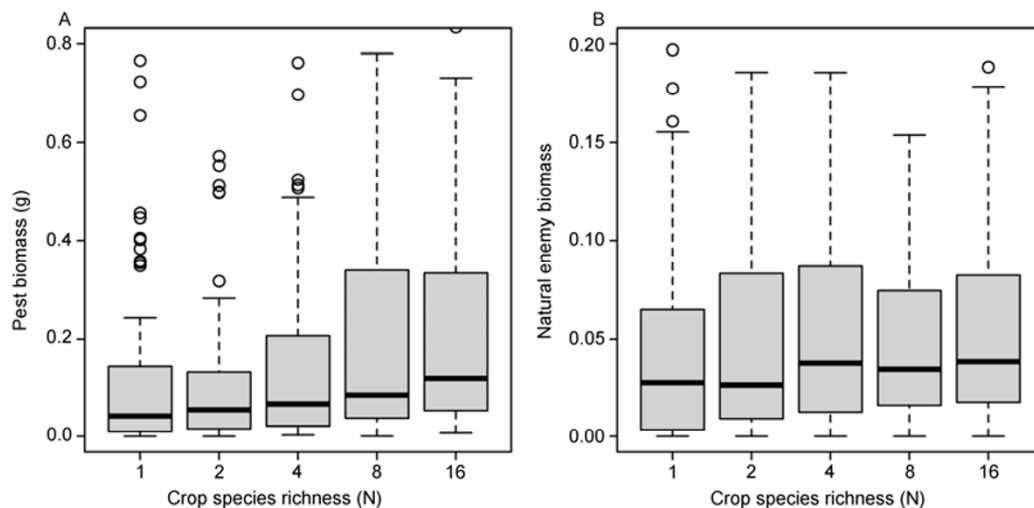 A
Pest biomass (g)
0.8
0.6
0.4
0.2
0.0
1 2 4 8 16
Crop species richness (N)
B
Natural enemy biomass
0.20
0.15
0.10
0.05
0.00
1 2 4 8 16
Crop species richness (N)